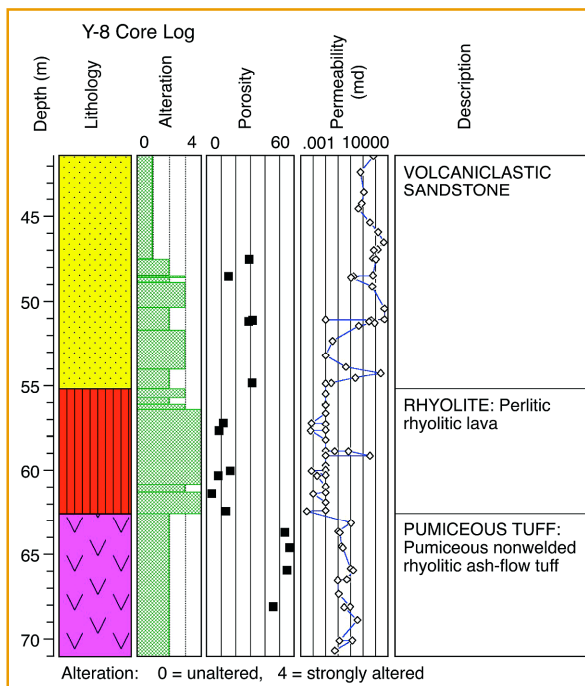 Y-8 Core Log
Depth (m)
Lithology
Alteration
Porosity
Permeability
(md)
Description
0 4
0 60
.001 10000
45
50
55
60
65
70
VOLCANICLASTIC
SANDSTONE
RHYOLITE: Perlitic
rhyolitic lava
PUMICEOUS TUFF:
Pumiceous nonwelded
rhyolitic ash-flow tuff
Alteration: 0 = unaltered, 4 = strongly altered